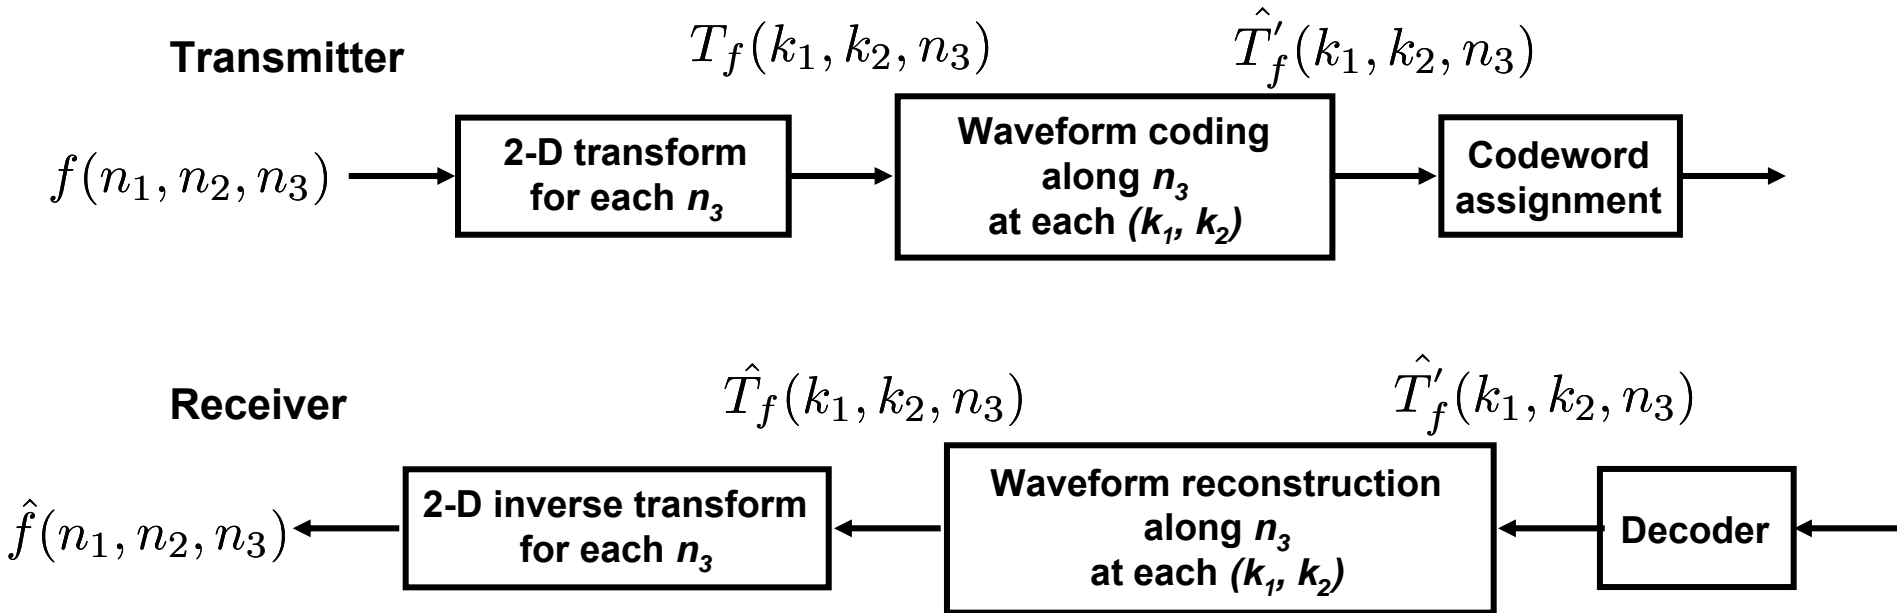 Transmitter
T_f(k_1, k_2, n_3)
\hat{T}'_f(k_1, k_2, n_3)
f(n_1, n_2, n_3)
2-D transform
for each n_3
Waveform coding
along n_3
at each (k_1, k_2)
Codeword
assignment
Receiver
\hat{T}_f(k_1, k_2, n_3)
\hat{T}'_f(k_1, k_2, n_3)
\hat{f}(n_1, n_2, n_3)
2-D inverse transform
for each n_3
Waveform reconstruction
along n_3
at each (k_1, k_2)
Decoder